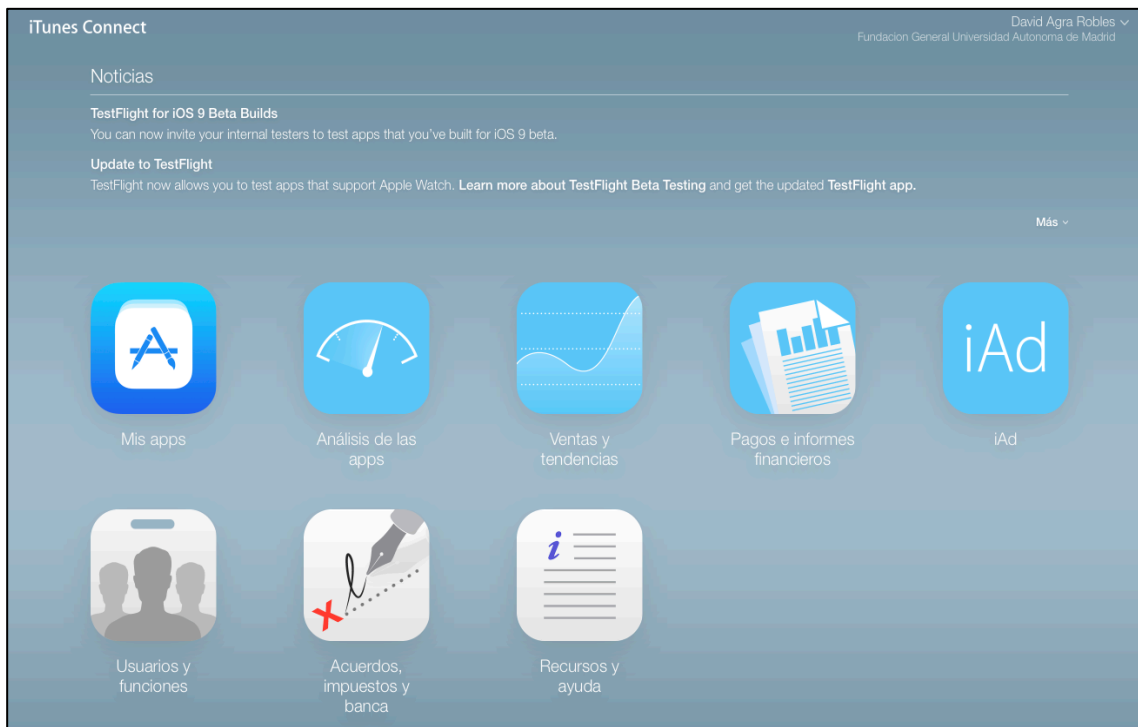 iTunes Connect
David Agra Robles
Fundacion General Universidad Autonoma de Madrid
Noticias
TestFlight for iOS 9 Beta Builds
You can now invite your internal testers to test apps that you've built for iOS 9 beta.
Update to TestFlight
TestFlight now allows you to test apps that support Apple Watch. Learn more about TestFlight Beta Testing and get the updated TestFlight app.
Más
iAd
Mis apps
Análisis de las
apps
Ventas y
tendencias
Pagos e informes
financieros
iAd
Usuarios y
funciones
Acuerdos,
impuestos y
banca
Recursos y
ayuda